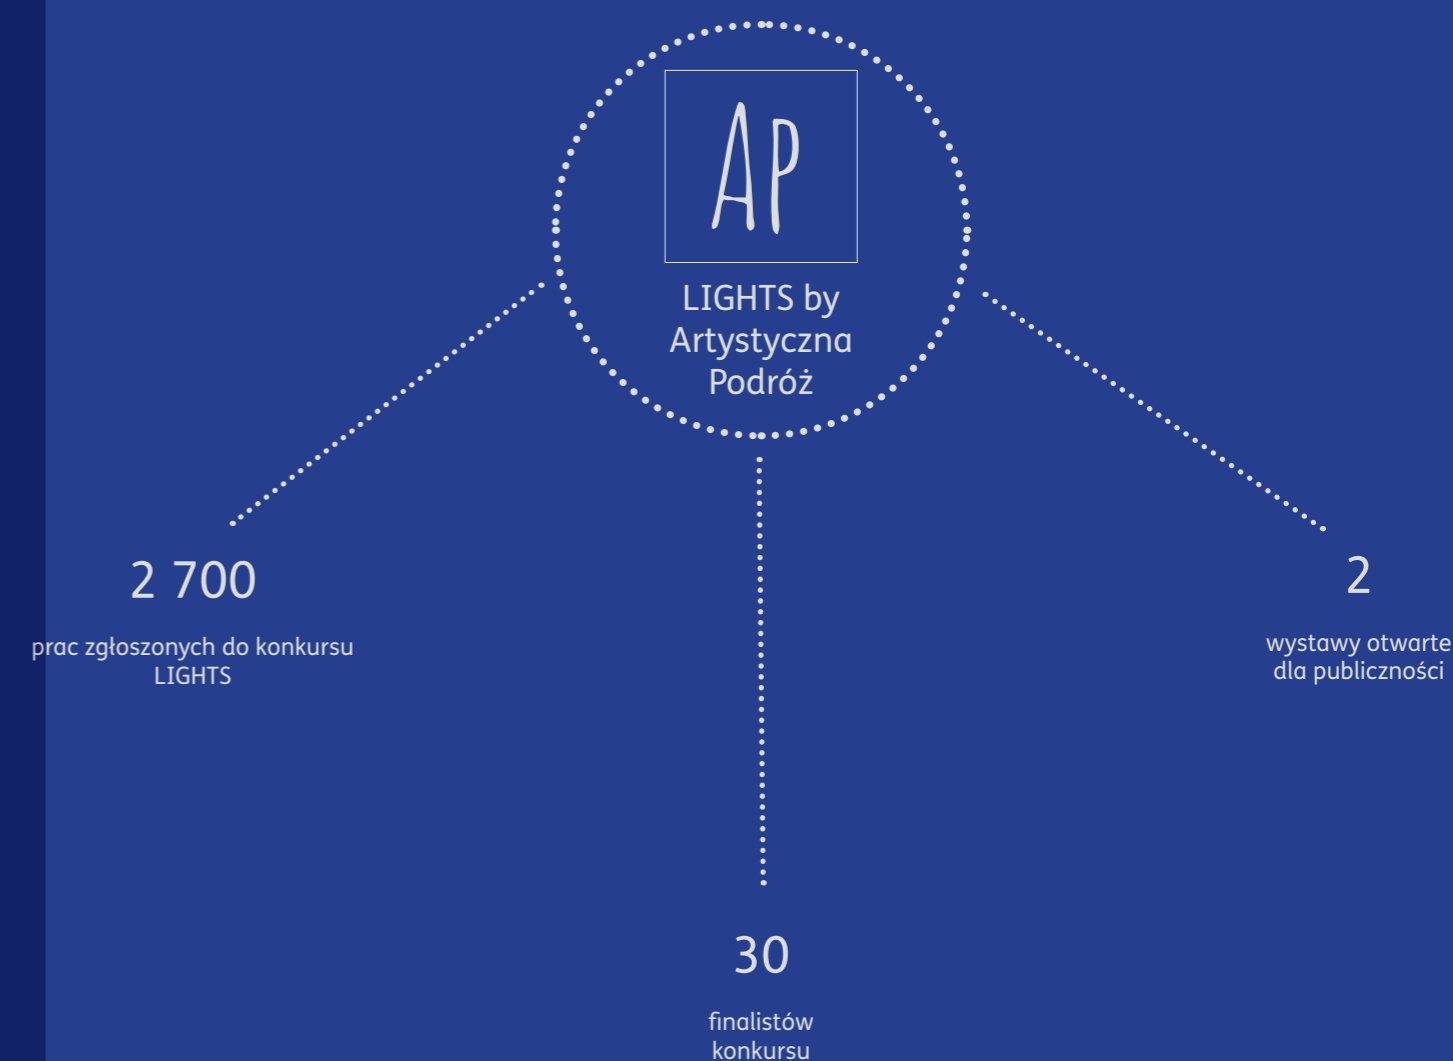 AP
LIGHTS by
Artystyczna
Podróż
2 700
prac zgłoszonych do konkursu
LIGHTS
2
wystawy otwarte
dla publiczności
30
finalistów
konkursu